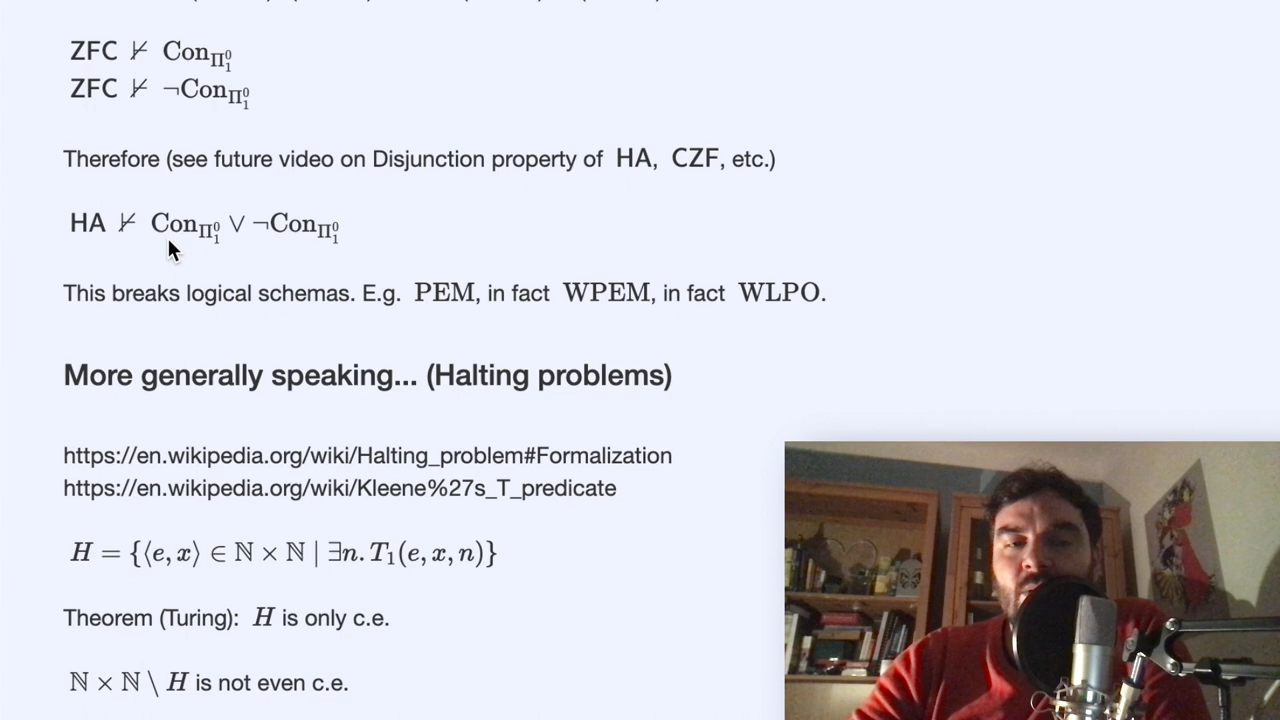 ZFC ⊬ Con_{Π^0_1}
ZFC ⊬ ¬Con_{Π^0_1}
Therefore (see future video on Disjunction property of HA, CZF, etc.)
HA ⊬ Con_{Π^0_1} ∨ ¬Con_{Π^0_1}
This breaks logical schemas. E.g. PEM, in fact WPEM, in fact WLPO.
More generally speaking... (Halting problems)
https://en.wikipedia.org/wiki/Halting_problem#Formalization
https://en.wikipedia.org/wiki/Kleene%27s_T_predicate
H = {⟨e, x⟩ ∈ ℕ × ℕ | ∃n. T_1(e, x, n)}
Theorem (Turing): H is only c.e.
ℕ × ℕ \ H is not even c.e.